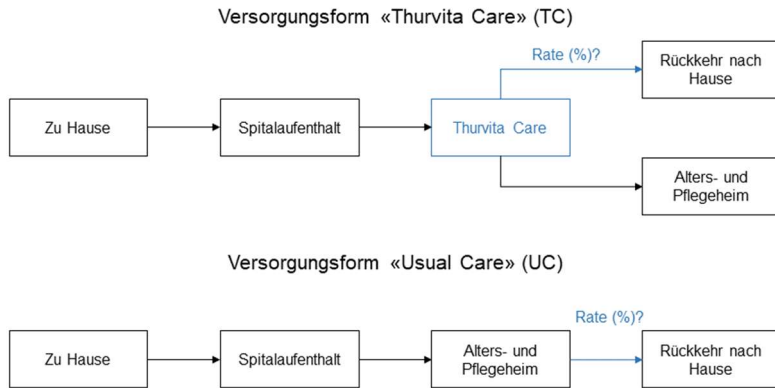 Versorgungsform «Thurvita Care» (TC)
Rate (%)?
Rückkehr nach
Hause
Zu Hause
Spitalaufenthalt
Thurvita Care
Alters- und
Pflegeheim
Versorgungsform «Usual Care» (UC)
Rate (%)?
Zu Hause
Spitalaufenthalt
Alters- und
Pflegeheim
Rückkehr nach
Hause